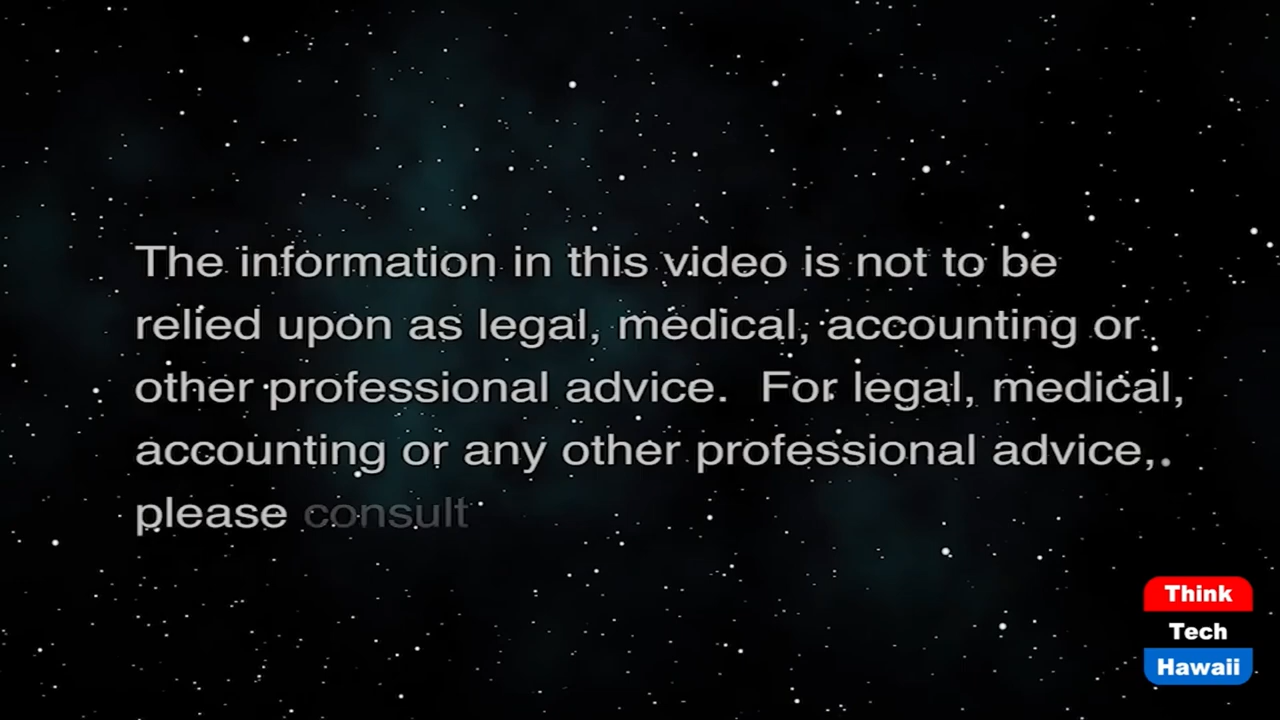 The information in this video is not to be
relied upon as legal, medical, accounting or
other professional advice.  For legal, medical,
accounting or any other professional advice,
please consult
Think
Tech
Hawaii